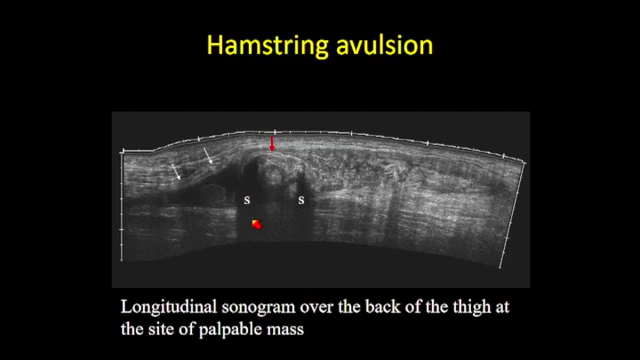 Hamstring avulsion
s s
Longitudinal sonogram over the back of the thigh at
the site of palpable mass